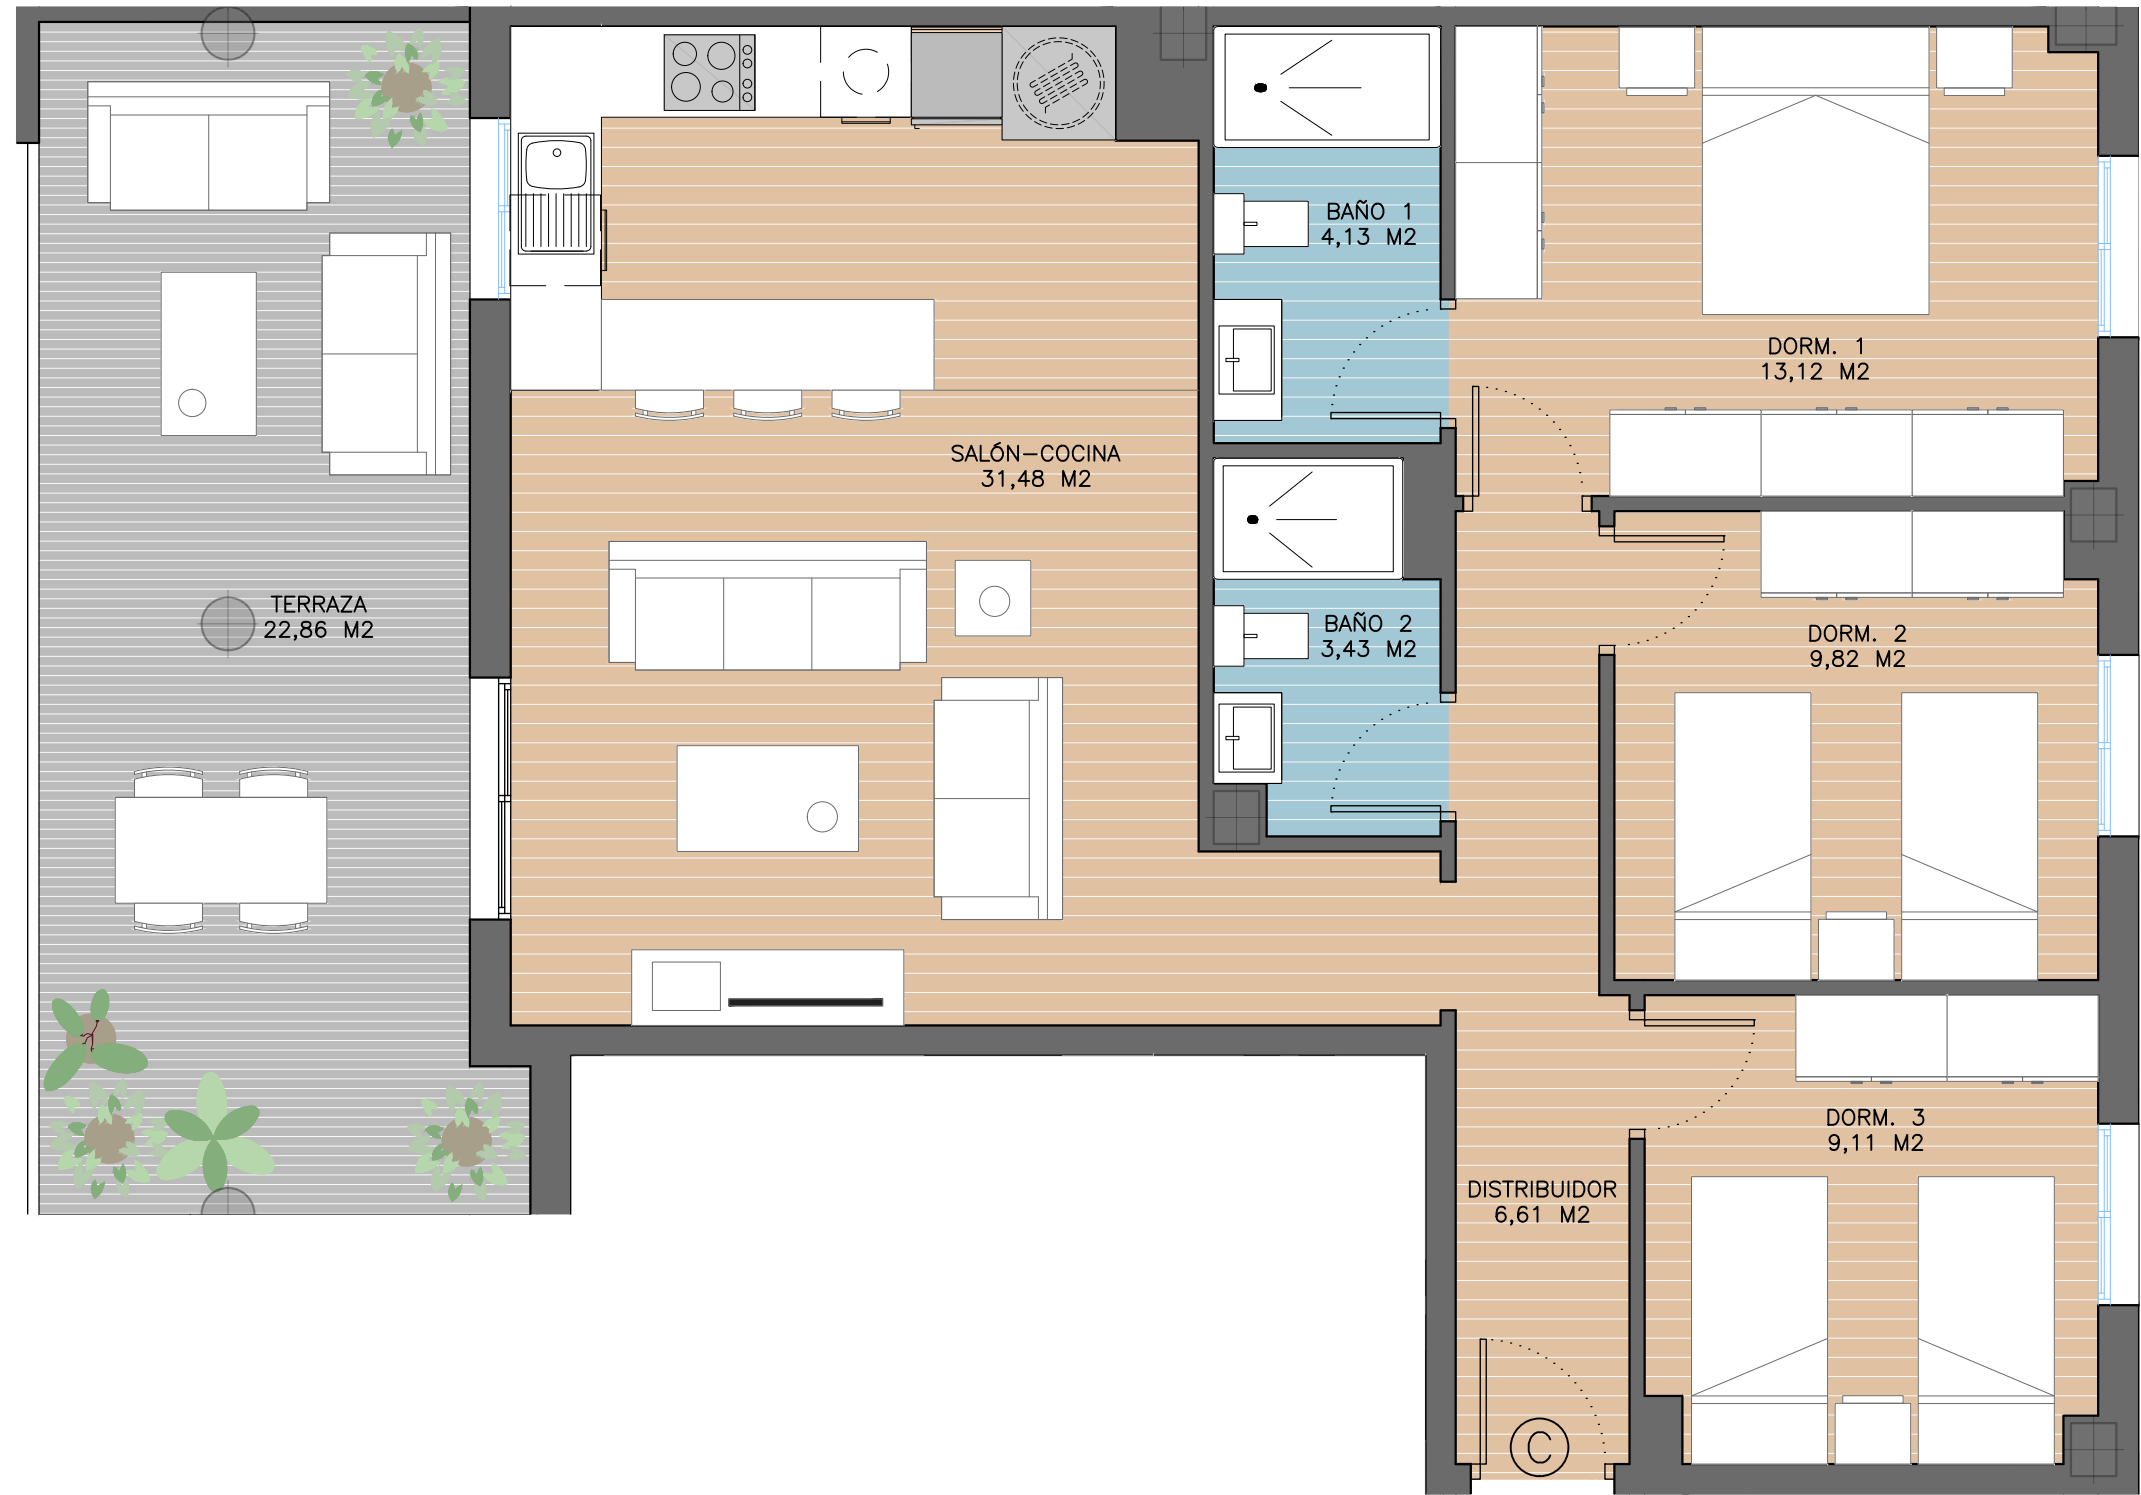 BAÑO 1
4,13 M2
DORM. 1
13,12 M2
SALÓN-COCINA
31,48 M2
TERRAZA
22,86 M2
BAÑO 2
3,43 M2
DORM. 2
9,82 M2
DORM. 3
9,11 M2
DISTRIBUIDOR
6,61 M2
C